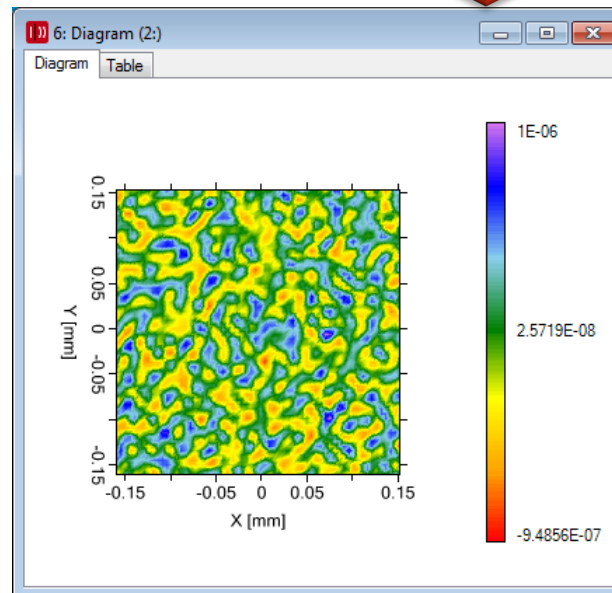 6: Diagram (2:)
Diagram Table
1E-06
0.15
0.05
0
-0.05
-0.15
Y [mm]
2.5719E-08
-9.4856E-07
-0.15 -0.05 0 0.05 0.15
X [mm]